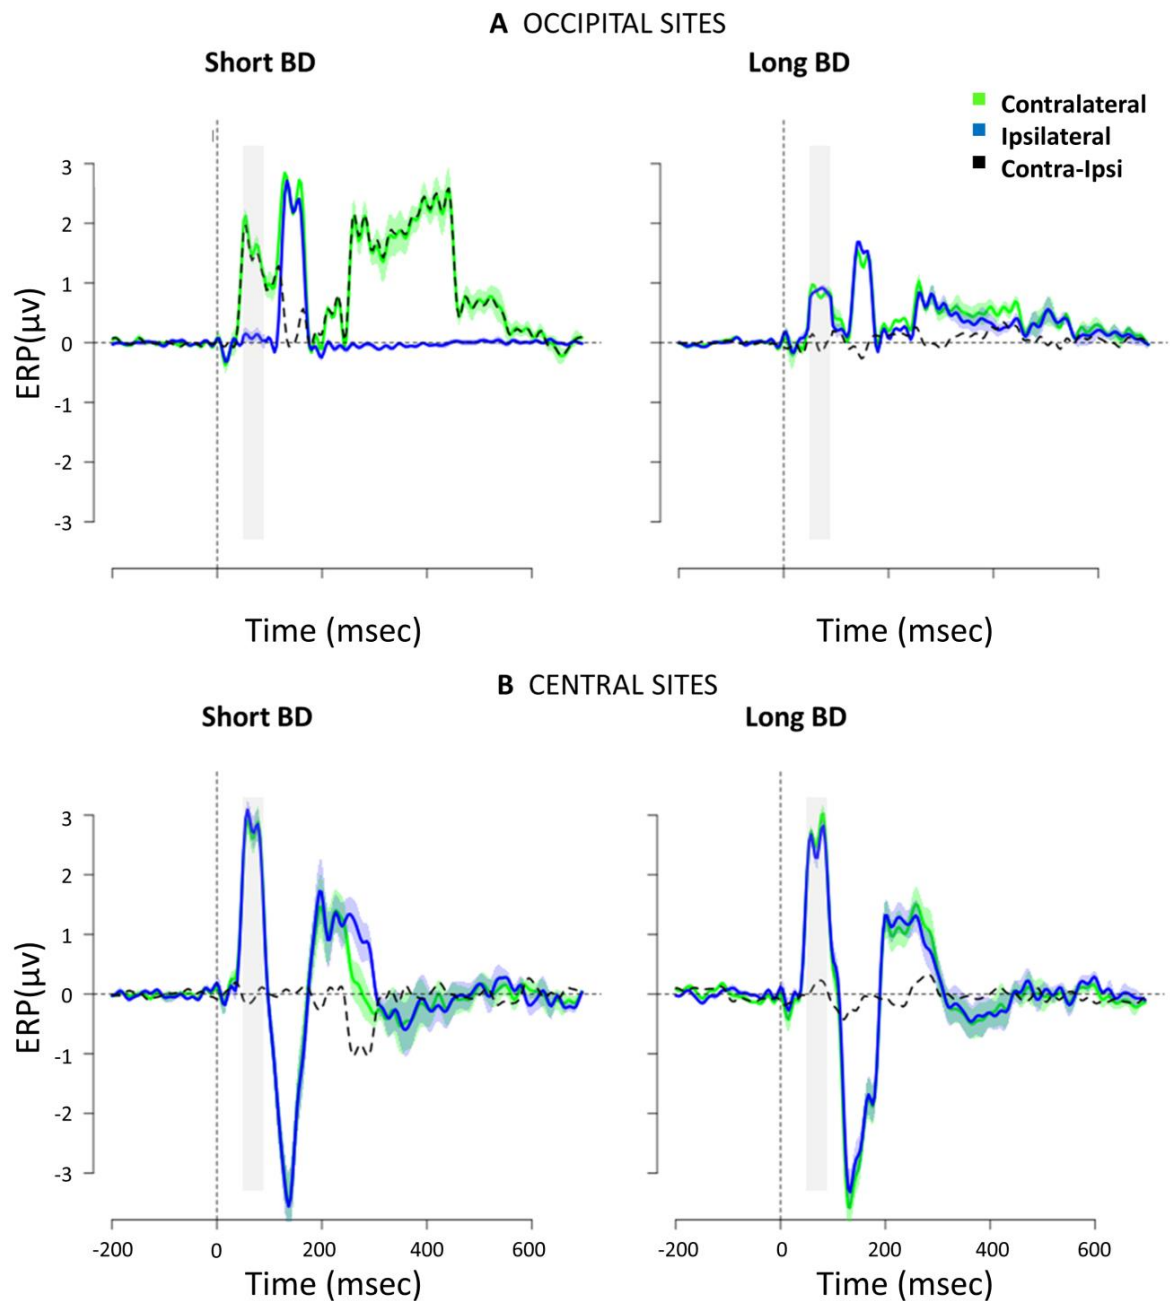 A OCCIPITAL SITES
Short BD
Long BD
Contralateral
Ipsilateral
Contra-Ipsi
ERP(μv)
3
2
1
0
-1
-2
-3
Time (msec)
Time (msec)
B CENTRAL SITES
Short BD
Long BD
ERP(μv)
3
2
1
0
-1
-2
-3
-200 0 200 400 600
-200 0 200 400 600
Time (msec)
Time (msec)